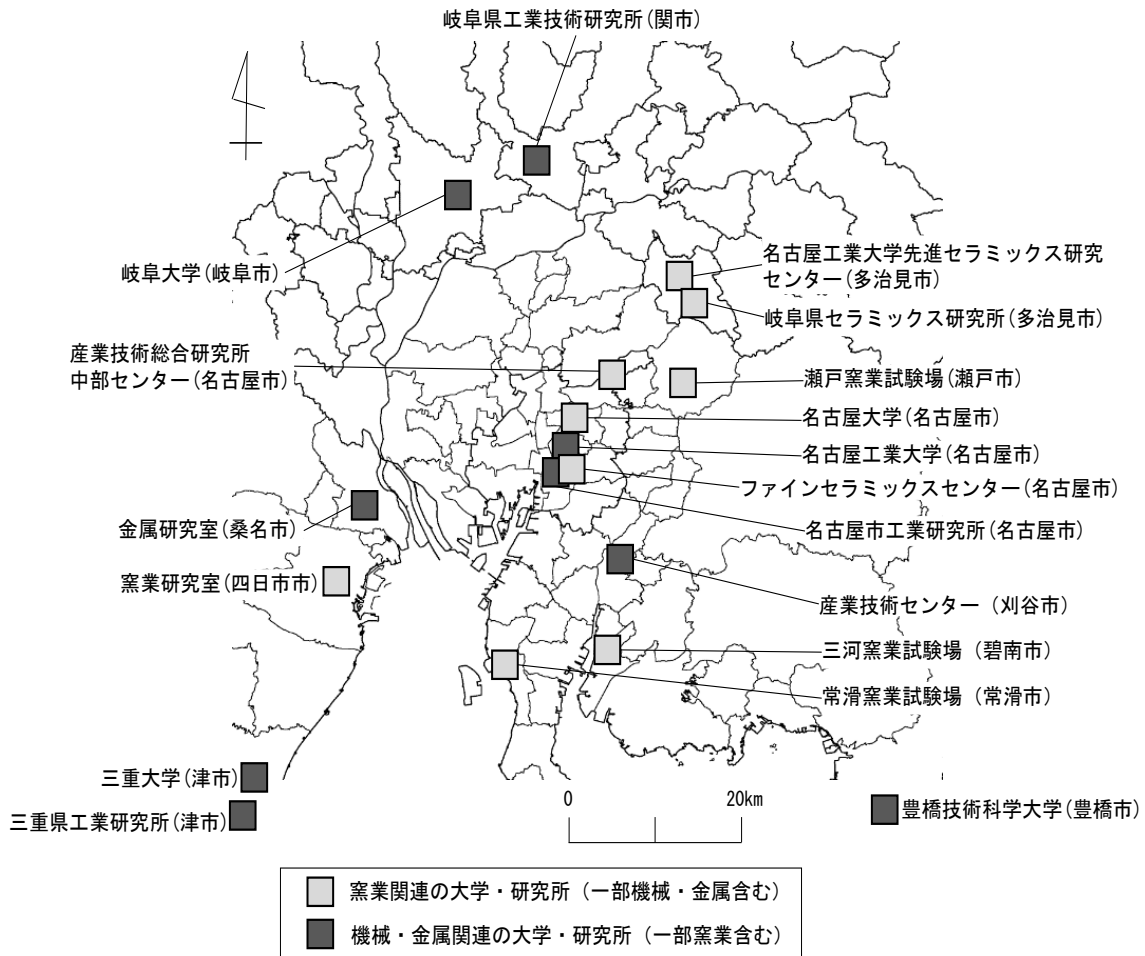 岐阜県工業技術研究所(関市)
岐阜大学(岐阜市)
名古屋工業大学先進セラミックス研究
センター(多治見市)
岐阜県セラミックス研究所(多治見市)
産業技術総合研究所
中部センター(名古屋市)
瀬戸窯業試験場(瀬戸市)
名古屋大学(名古屋市)
名古屋工業大学(名古屋市)
ファインセラミックスセンター(名古屋市)
金属研究室(桑名市)
名古屋市工業研究所(名古屋市)
窯業研究室(四日市市)
産業技術センター(刈谷市)
三河窯業試験場(碧南市)
常滑窯業試験場(常滑市)
三重大学(津市)
三重県工業研究所(津市)
0 20km
豊橋技術科学大学(豊橋市)
窯業関連の大学・研究所(一部機械・金属含む)
機械・金属関連の大学・研究所(一部窯業含む)